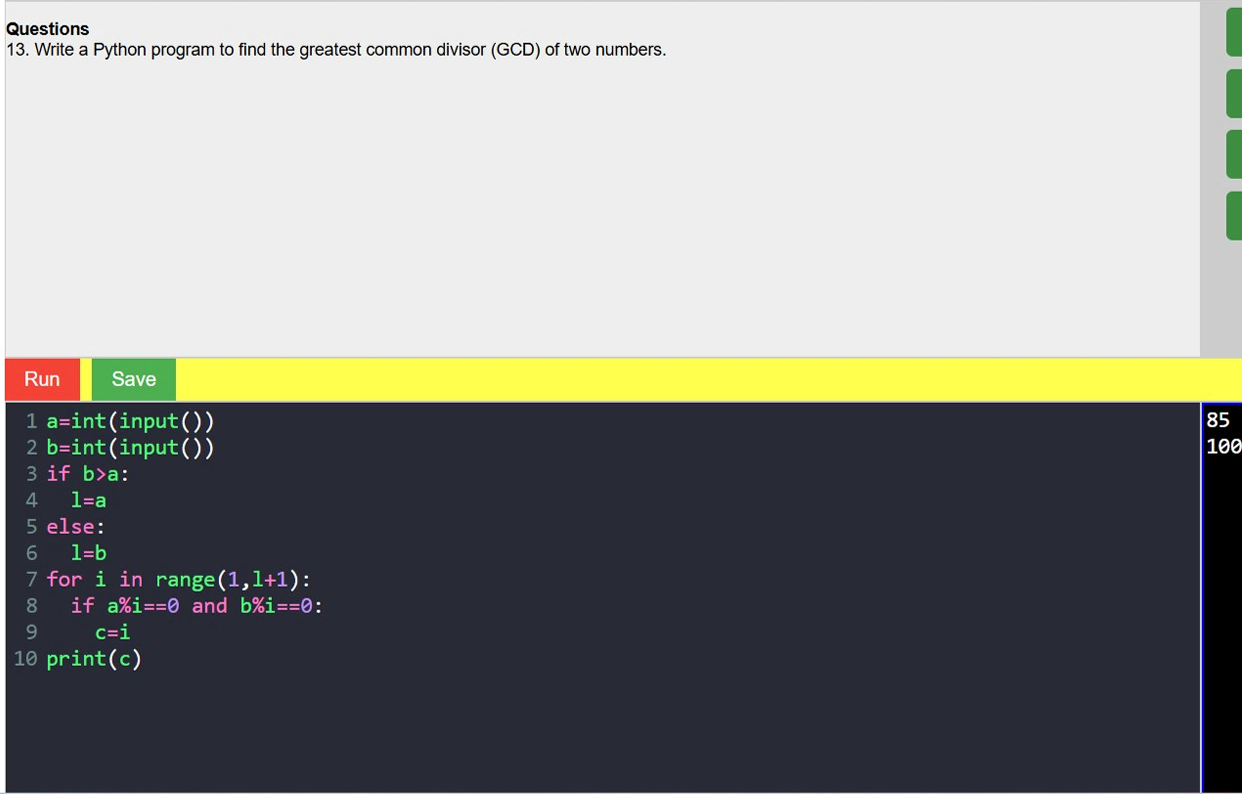 Questions
13. Write a Python program to find the greatest common divisor (GCD) of two numbers.
Run Save
1 a=int(input())
2 b=int(input())
3 if b>a:
4   l=a
5 else:
6   l=b
7 for i in range(1,l+1):
8   if a%i==0 and b%i==0:
9     c=i
10 print(c)
85
100